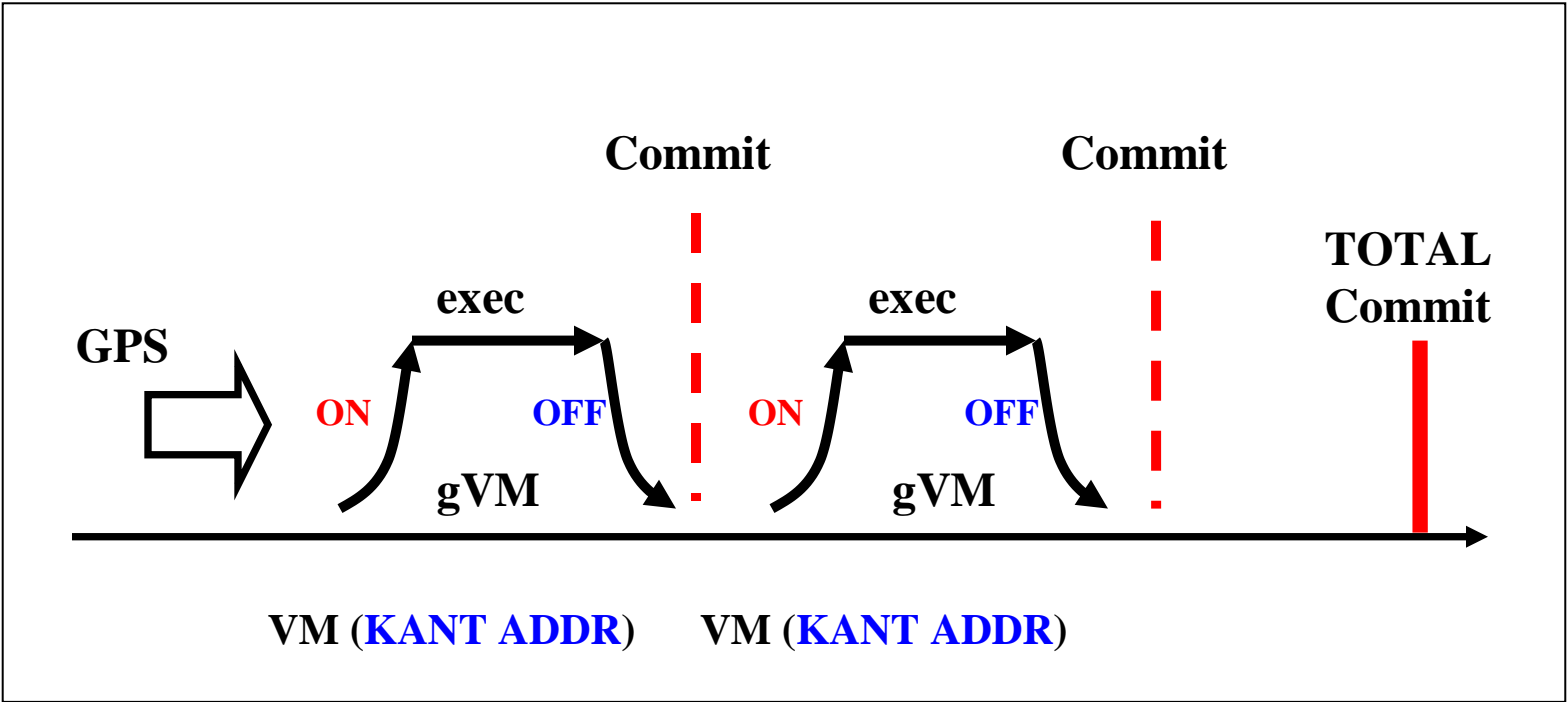 Commit
Commit
TOTAL
Commit
exec
exec
GPS
ON
OFF
ON
OFF
gVM
gVM
VM (KANT ADDR)
VM (KANT ADDR)